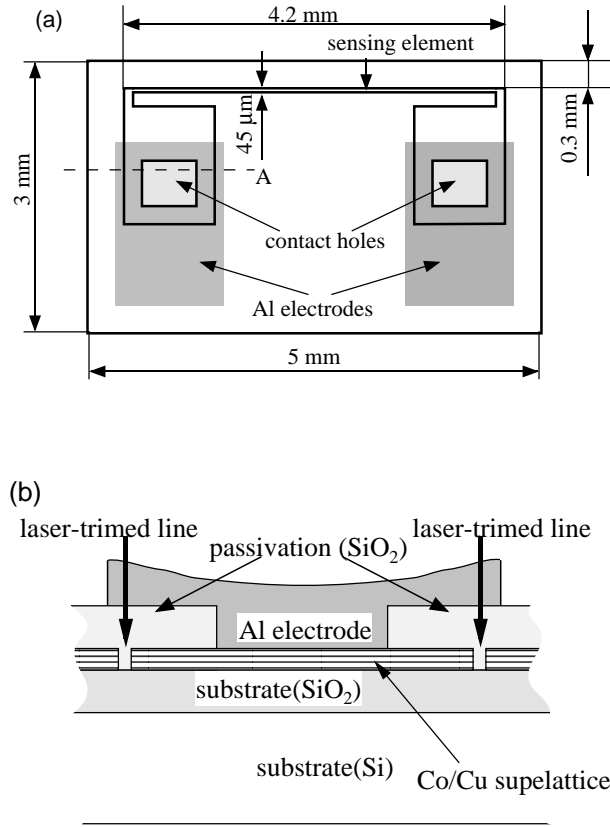 (a)
4.2 mm
sensing element
45 µm
0.3 mm
3 mm
A
contact holes
Al electrodes
5 mm
(b)
laser-trimed line
laser-trimed line
passivation (SiO2)
Al electrode
substrate(SiO2)
substrate(Si)
Co/Cu supelattice